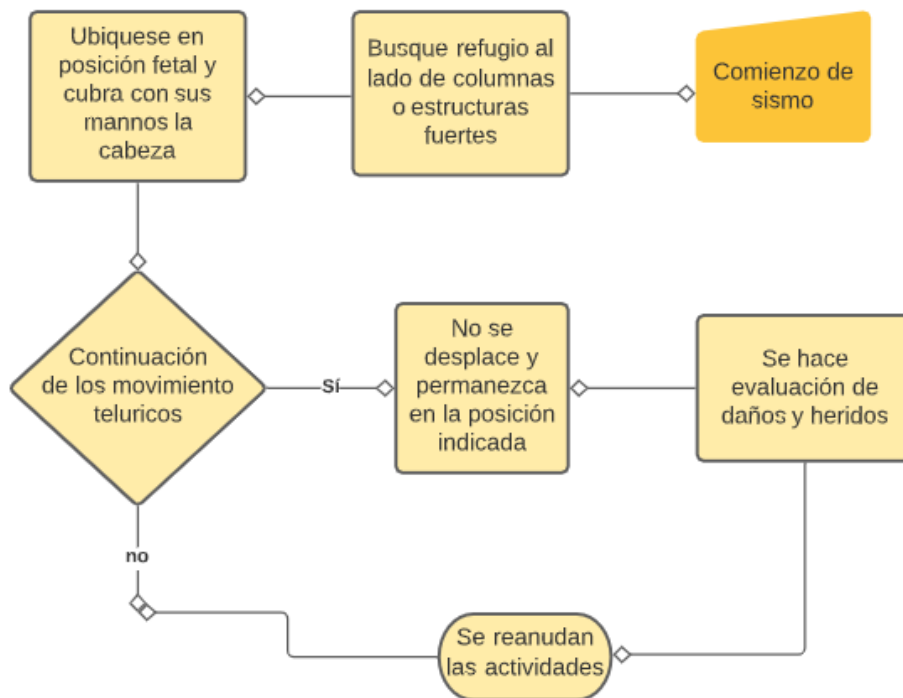 Ubiquese en
posición fetal y
cubra con sus
mannos la
cabeza
Busque refugio al
lado de columnas
o estructuras
fuertes
Comienzo de
sismo
Continuación
de los movimiento
teluricos
Sí
No se
desplace y
permanezca
en la posición
indicada
Se hace
evaluación de
daños y heridos
no
Se reanudan
las actividades